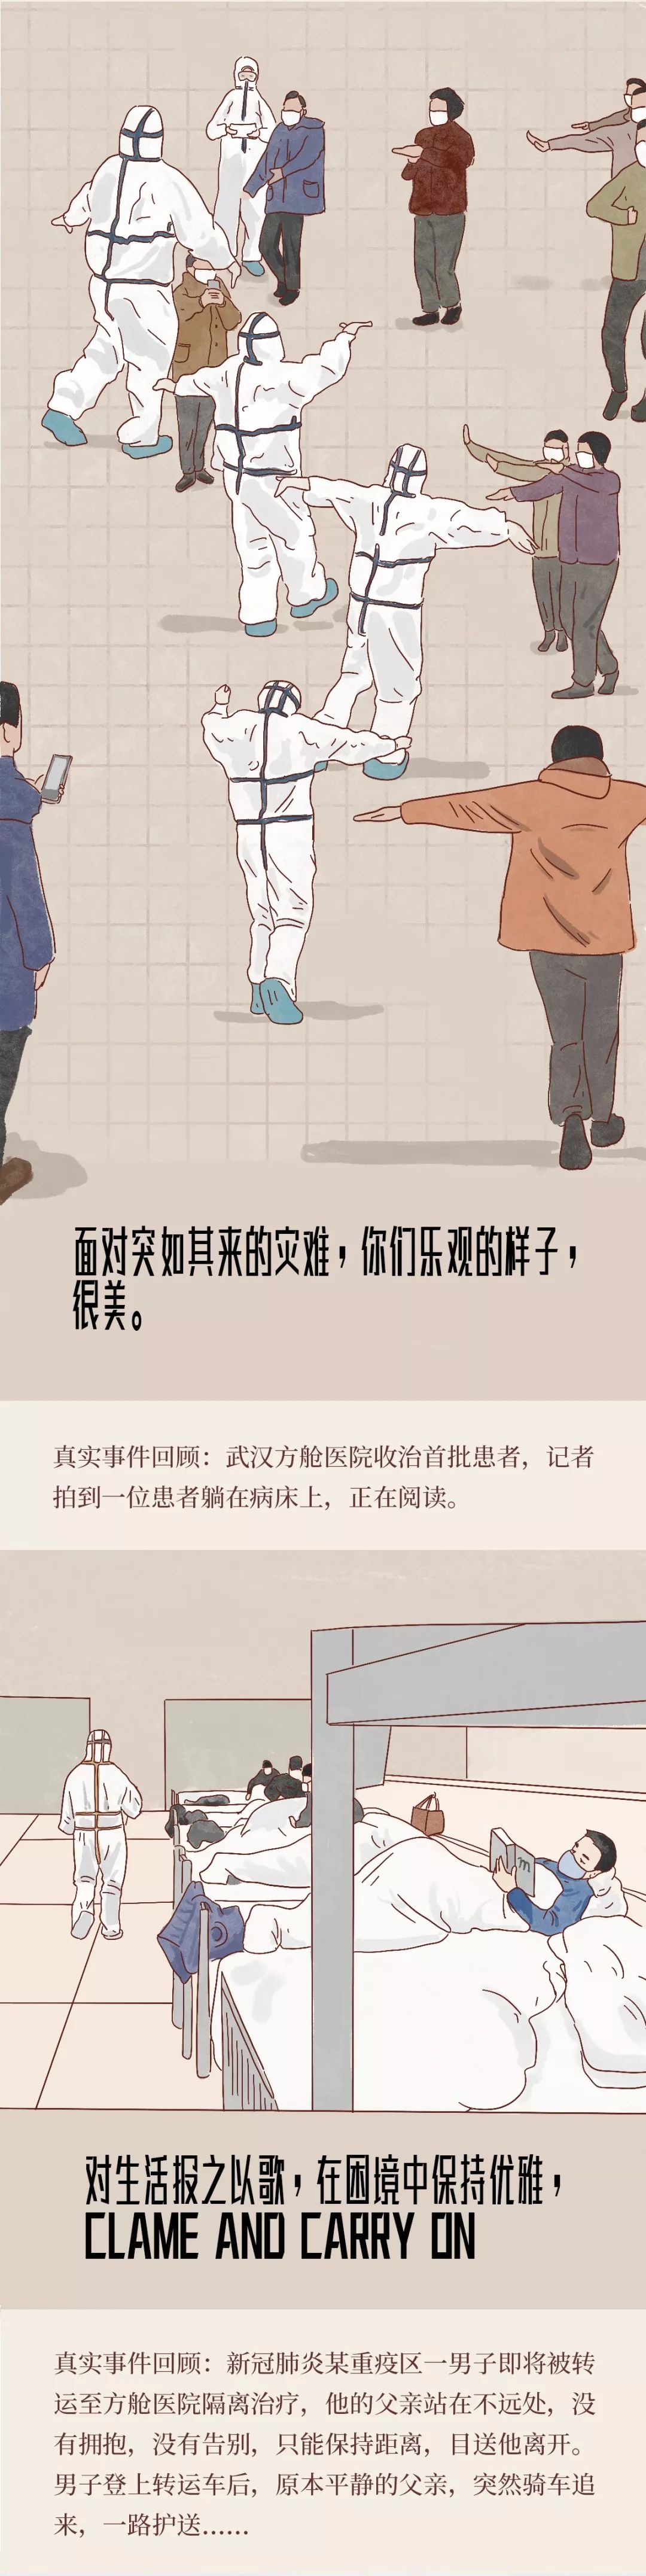 面对突如其来的灾难，你们乐观的样子，
很美。
真实事件回顾：武汉方舱医院收治首批患者，记者
拍到一位患者躺在病床上，正在阅读。
对生活报之以歌，在困境中保持优雅，
CLAME AND CARRY ON
真实事件回顾：新冠肺炎某重疫区一男子即将被转
运至方舱医院隔离治疗，他的父亲站在不远处，没
有拥抱，没有告别，只能保持距离，目送他离开。
男子登上转运车后，原本平静的父亲，突然骑车追
来，一路护送……